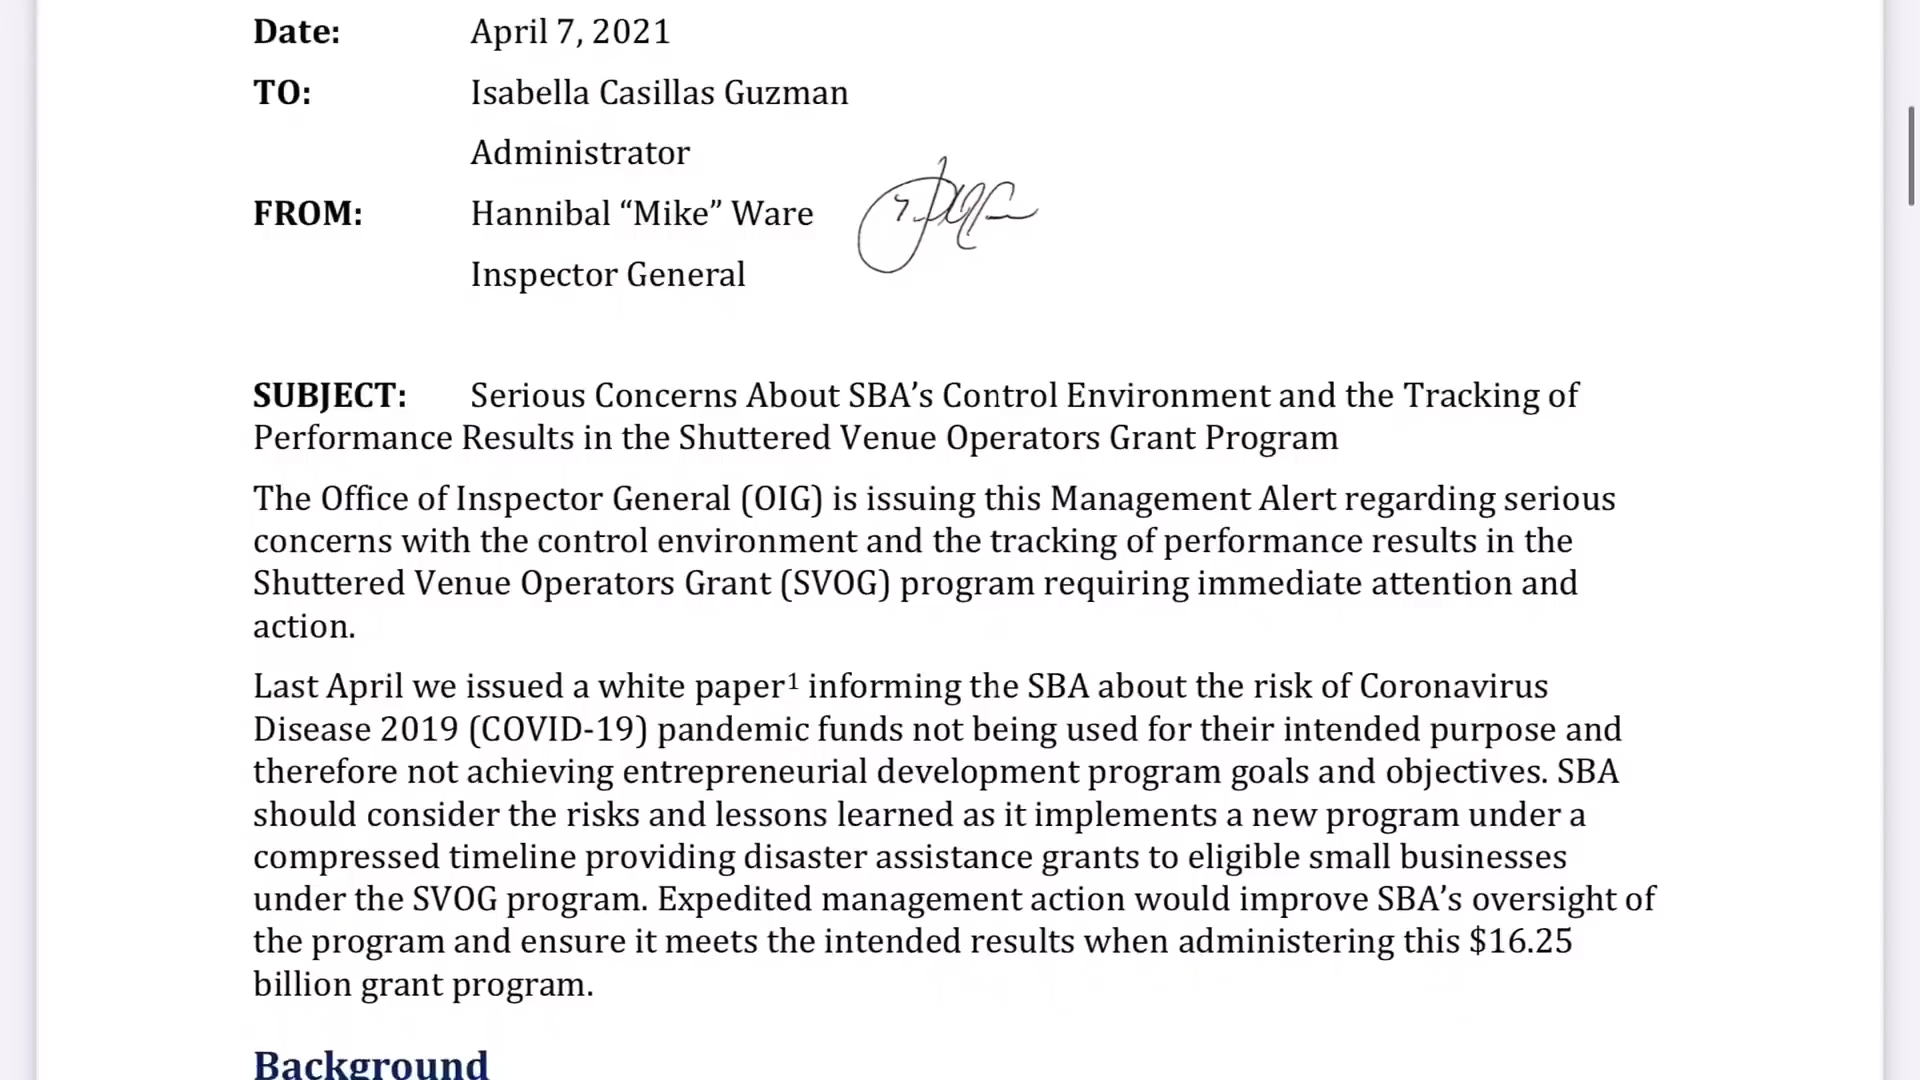 Date: April 7, 2021
TO: Isabella Casillas Guzman
Administrator
FROM: Hannibal “Mike” Ware
Inspector General
SUBJECT: Serious Concerns About SBA’s Control Environment and the Tracking of
Performance Results in the Shuttered Venue Operators Grant Program
The Office of Inspector General (OIG) is issuing this Management Alert regarding serious
concerns with the control environment and the tracking of performance results in the
Shuttered Venue Operators Grant (SVOG) program requiring immediate attention and
action.
Last April we issued a white paper¹ informing the SBA about the risk of Coronavirus
Disease 2019 (COVID-19) pandemic funds not being used for their intended purpose and
therefore not achieving entrepreneurial development program goals and objectives. SBA
should consider the risks and lessons learned as it implements a new program under a
compressed timeline providing disaster assistance grants to eligible small businesses
under the SVOG program. Expedited management action would improve SBA’s oversight of
the program and ensure it meets the intended results when administering this $16.25
billion grant program.
Background